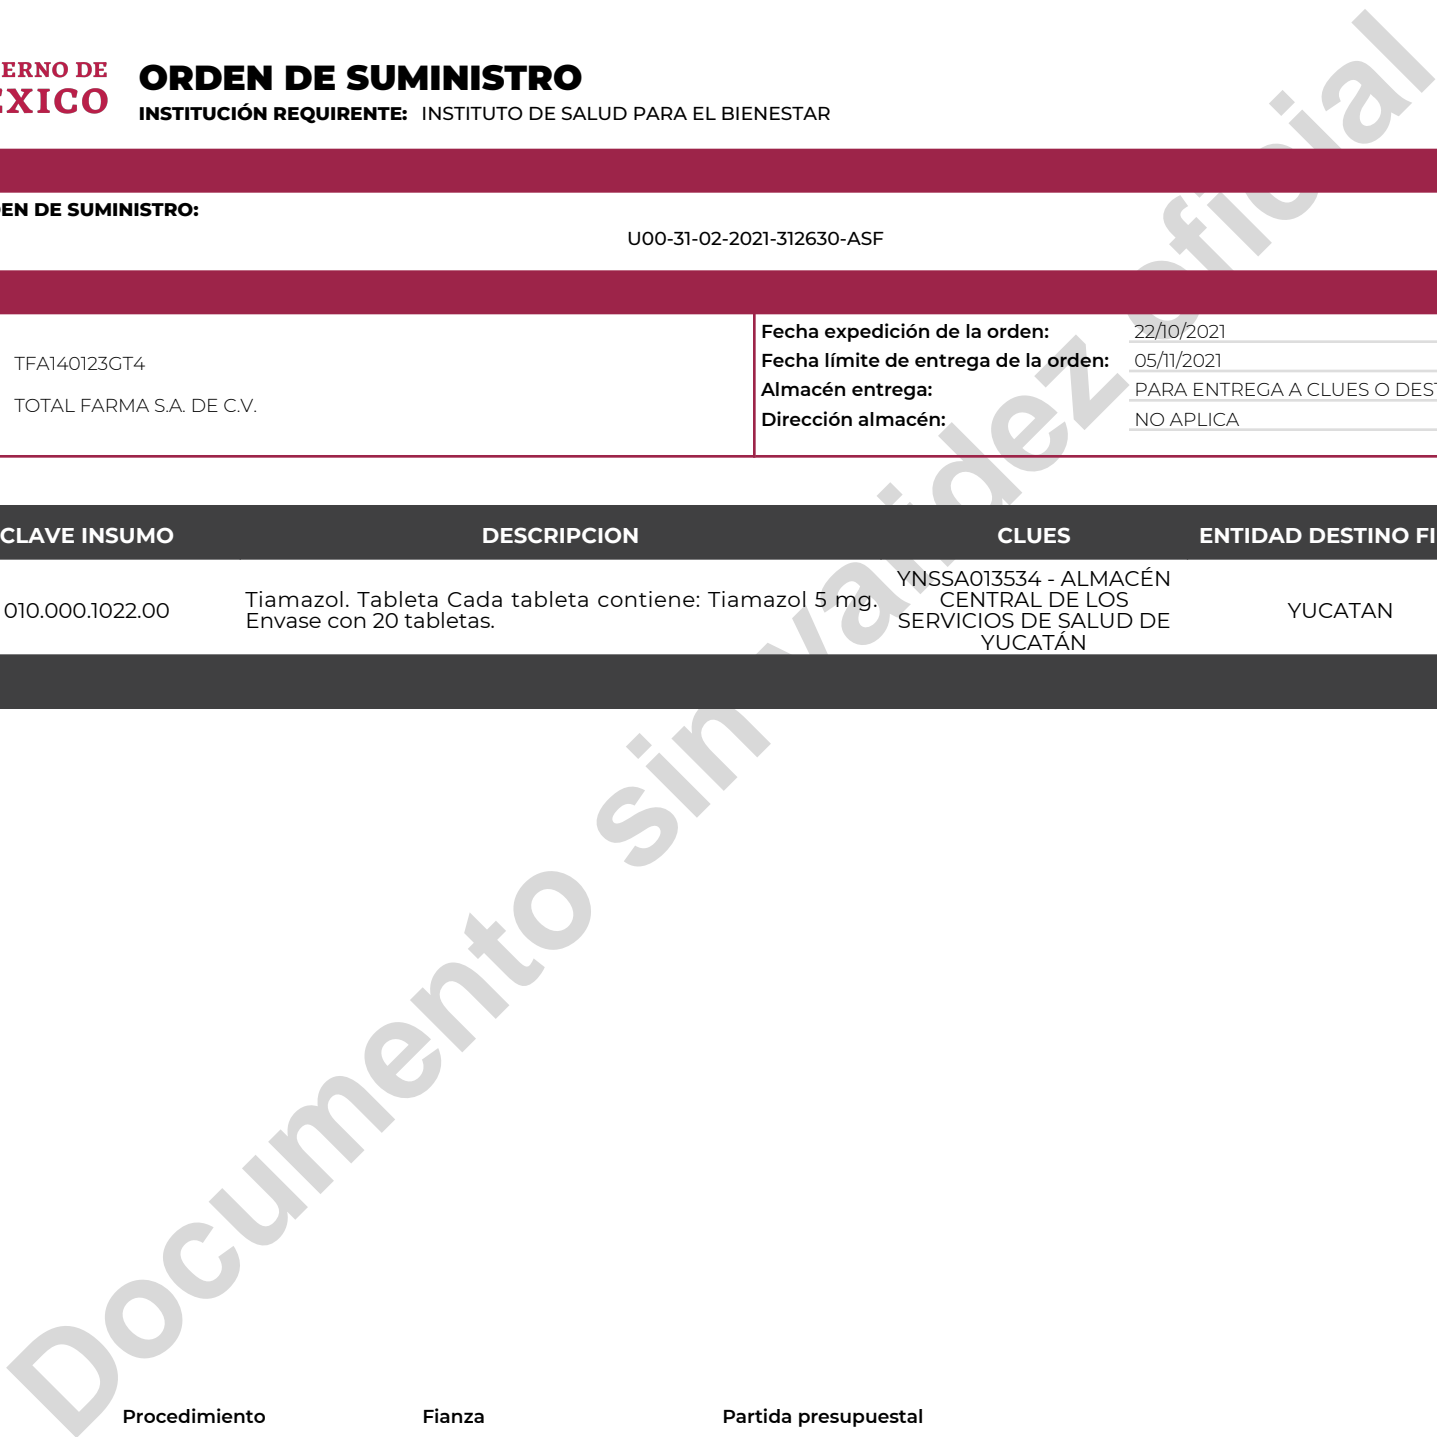 ERNO DE
ÉXICO
ORDEN DE SUMINISTRO
INSTITUCIÓN REQUIRENTE: INSTITUTO DE SALUD PARA EL BIENESTAR
EN DE SUMINISTRO:
U00-31-02-2021-312630-ASF
TFA140123GT4
TOTAL FARMA S.A. DE C.V.
Fecha expedición de la orden: 22/10/2021
Fecha límite de entrega de la orden: 05/11/2021
Almacén entrega: PARA ENTREGA A CLUES O DEST
Dirección almacén: NO APLICA
CLAVE INSUMO DESCRIPCION CLUES ENTIDAD DESTINO FI
010.000.1022.00
Tiamazol. Tableta Cada tableta contiene: Tiamazol 5 mg.
Envase con 20 tabletas.
YNSSA013534 - ALMACÉN
CENTRAL DE LOS
SERVICIOS DE SALUD DE
YUCATÁN
YUCATAN
Documento sin validez oficial
Procedimiento Fianza Partida presupuestal